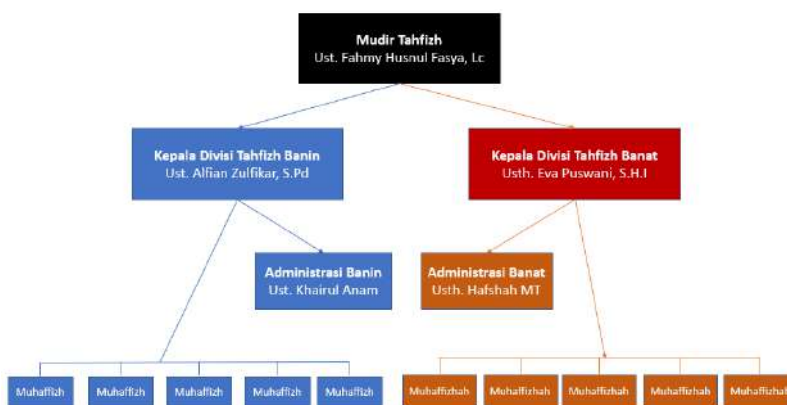 Mudir Tahfizh
Ust. Fahmy Husnul Fasya, Lc
Kepala Divisi Tahfizh Banin
Ust. Alfian Zulfikar, S.Pd
Kepala Divisi Tahfizh Banat
Usth. Eva Puswani, S.H.I
Administrasi Banin
Ust. Khairul Anam
Administrasi Banat
Usth. Hafshah MT
Muhaffizh
Muhaffizh
Muhaffizh
Muhaffizh
Muhaffizh
Muhaffizhah
Muhaffizhah
Muhaffizhah
Muhaffizhah
Muhaffizhah